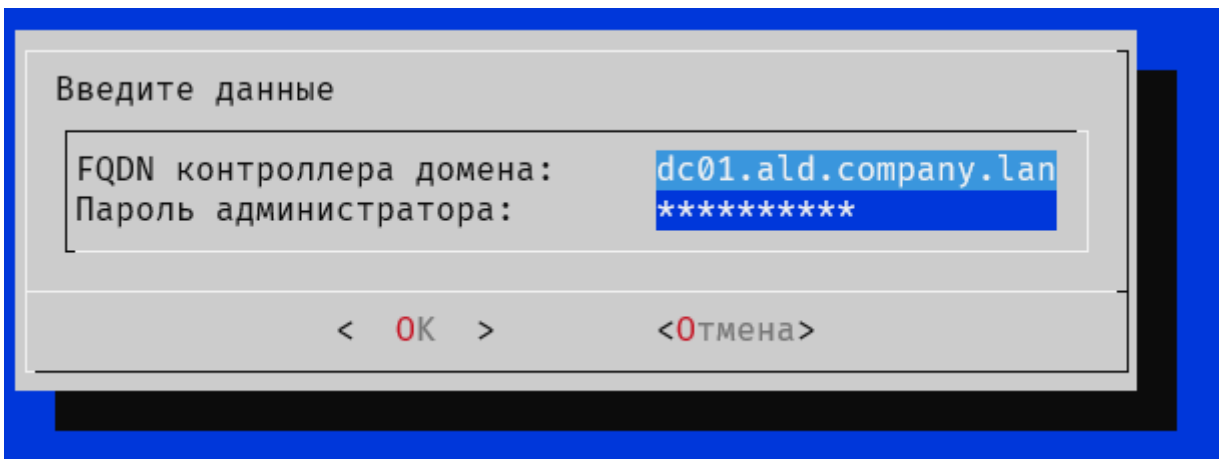 Введите данные
FQDN контроллера домена: dc01.ald.company.lan
Пароль администратора: **********
< OK > <Отмена>